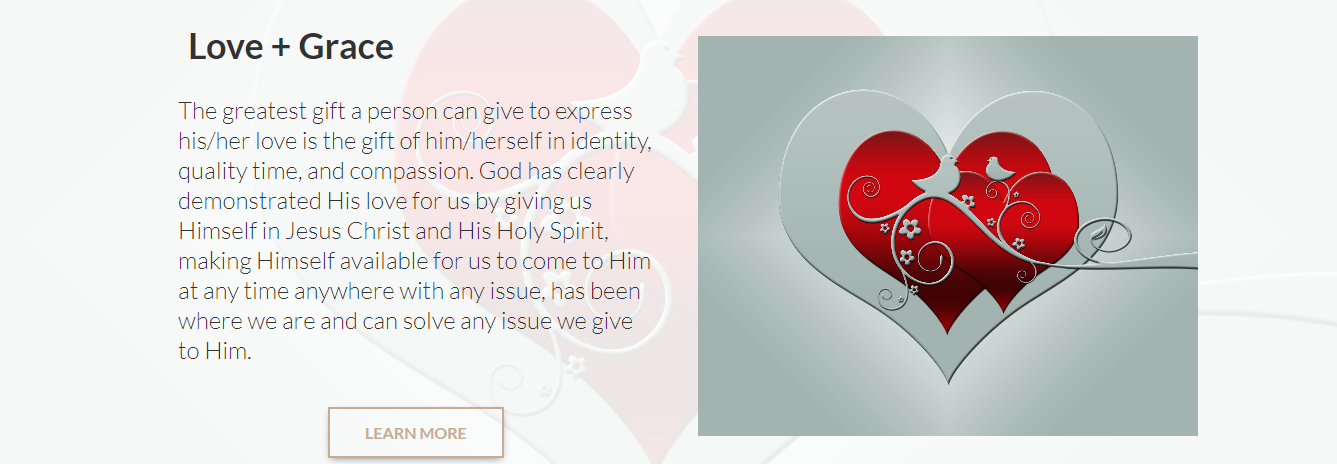 Love + Grace
The greatest gift a person can give to express
his/her love is the gift of him/herself in identity,
quality time, and compassion. God has clearly
demonstrated His love for us by giving us
Himself in Jesus Christ and His Holy Spirit,
making Himself available for us to come to Him
at any time anywhere with any issue, has been
where we are and can solve any issue we give
to Him.
LEARN MORE